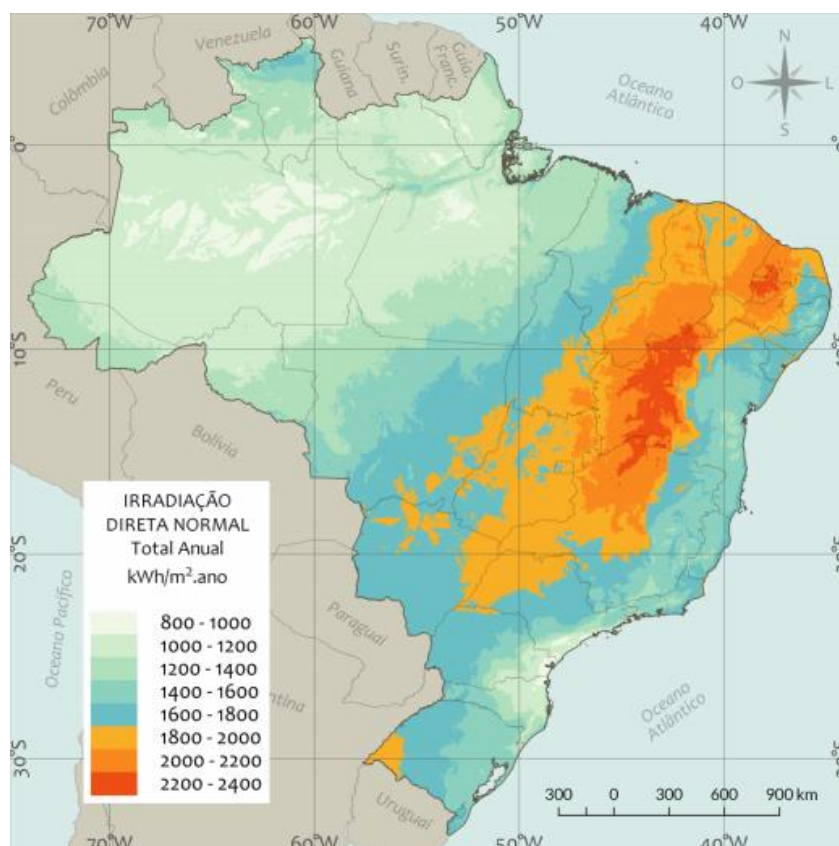 70°O
60°O
50°O
40°O
Venezuela
Colômbia
Guiana
Surin.
Guia.
Franc.
Oceano
Atlântico
N
O
L
S
0°
10°S
Peru
Bolívia
IRRADIAÇÃO
DIRETA NORMAL
Total Anual
kWh/m².ano
800 - 1000
1000 - 1200
1200 - 1400
1400 - 1600
1600 - 1800
1800 - 2000
2000 - 2200
2200 - 2400
20°S
20°S
Oceano Pacífico
Paraguai
entina
Oceano
Atlântico
30°S
Uruguai
300
0
300
600
900 km
70°O
60°O
50°O
40°O